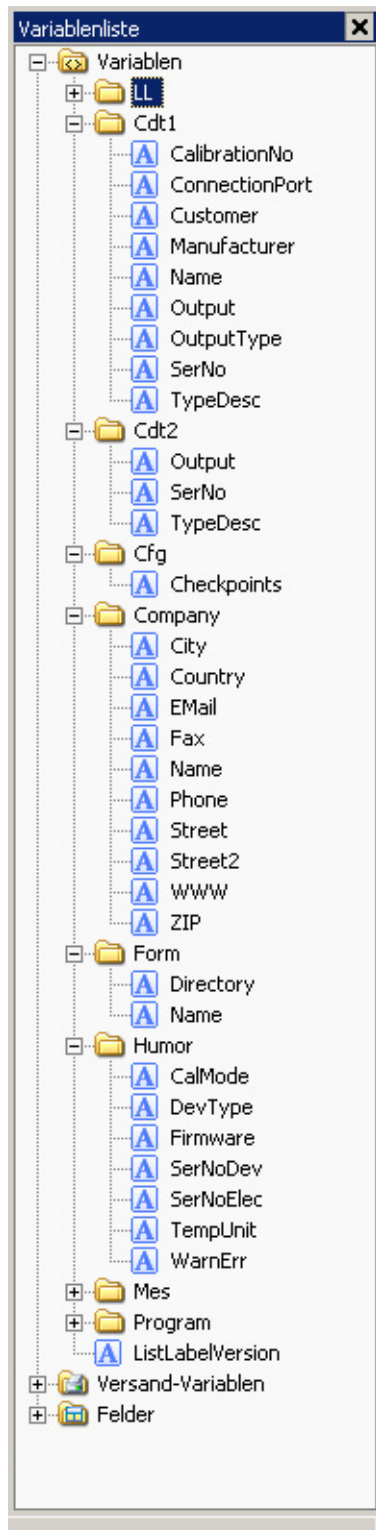 Variablenliste
Variablen
LL
Cdt1
CalibrationNo
ConnectionPort
Customer
Manufacturer
Name
Output
OutputType
SerNo
TypeDesc
Cdt2
Output
SerNo
TypeDesc
Cfg
Checkpoints
Company
City
Country
EMail
Fax
Name
Phone
Street
Street2
WWW
ZIP
Form
Directory
Name
Humor
CalMode
DevType
Firmware
SerNoDev
SerNoElec
TempUnit
WarnErr
Mes
Program
ListLabelVersion
Versand-Variablen
Felder